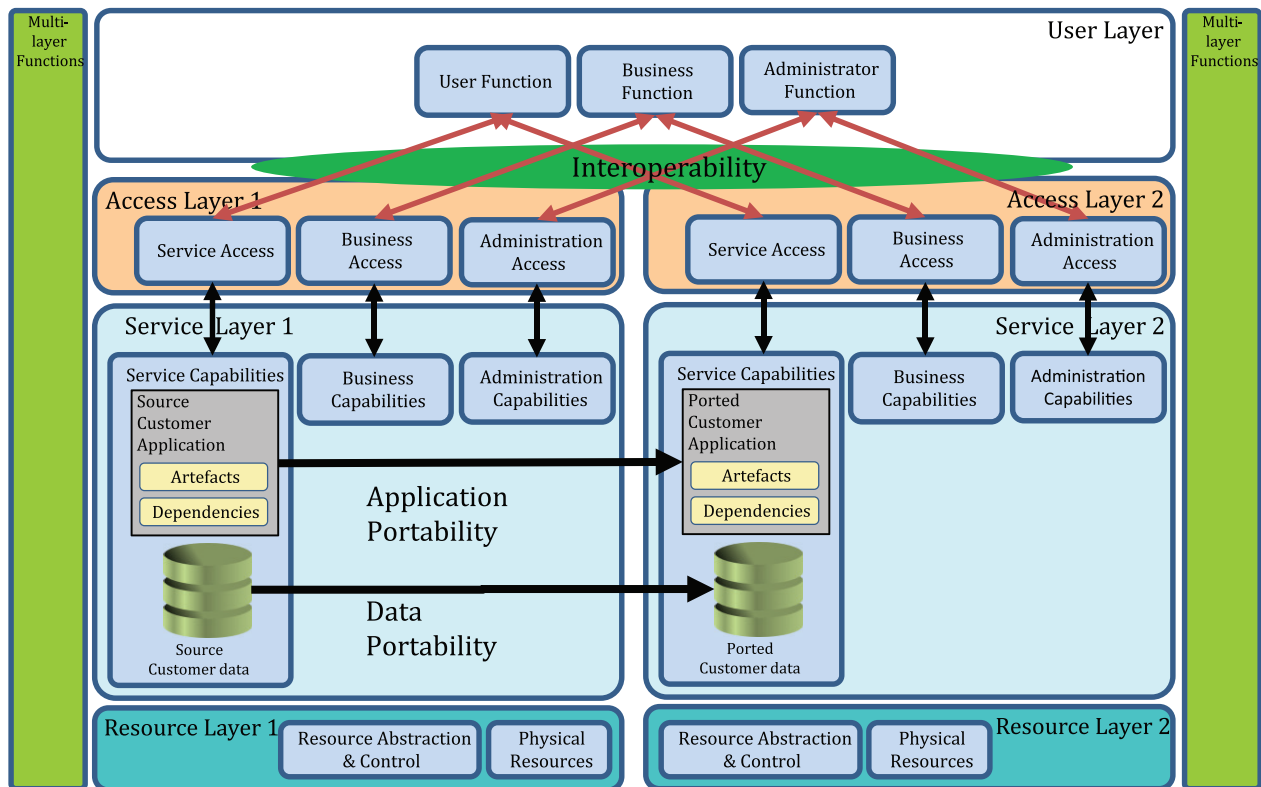 Multi-
layer
Functions
User Layer
Multi-
layer
Functions
User Function
Business
Function
Administrator
Function
Interoperability
Access Layer 1
Service Access
Business
Access
Administration
Access
Access Layer 2
Service Access
Business
Access
Administration
Access
Service Layer 1
Service Capabilities
Source
Customer
Application
Artefacts
Dependencies
Source
Customer data
Business
Capabilities
Administration
Capabilities
Application
Portability
Data
Portability
Service Layer 2
Service Capabilities
Ported
Customer
Application
Artefacts
Dependencies
Ported
Customer data
Business
Capabilities
Administration
Capabilities
Resource Layer 1
Resource Abstraction
& Control
Physical
Resources
Resource Abstraction
& Control
Physical
Resources
Resource Layer 2